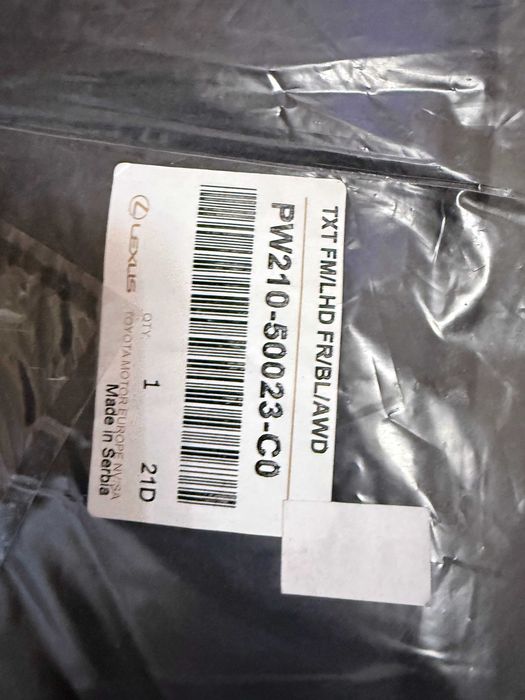 TXT FM/LHD FR/BL/AWD
PW210-50023-C0
QTY. 1 21D
LEXUS TOYOTA MOTOR EUROPE NV/SA
Made in Serbia